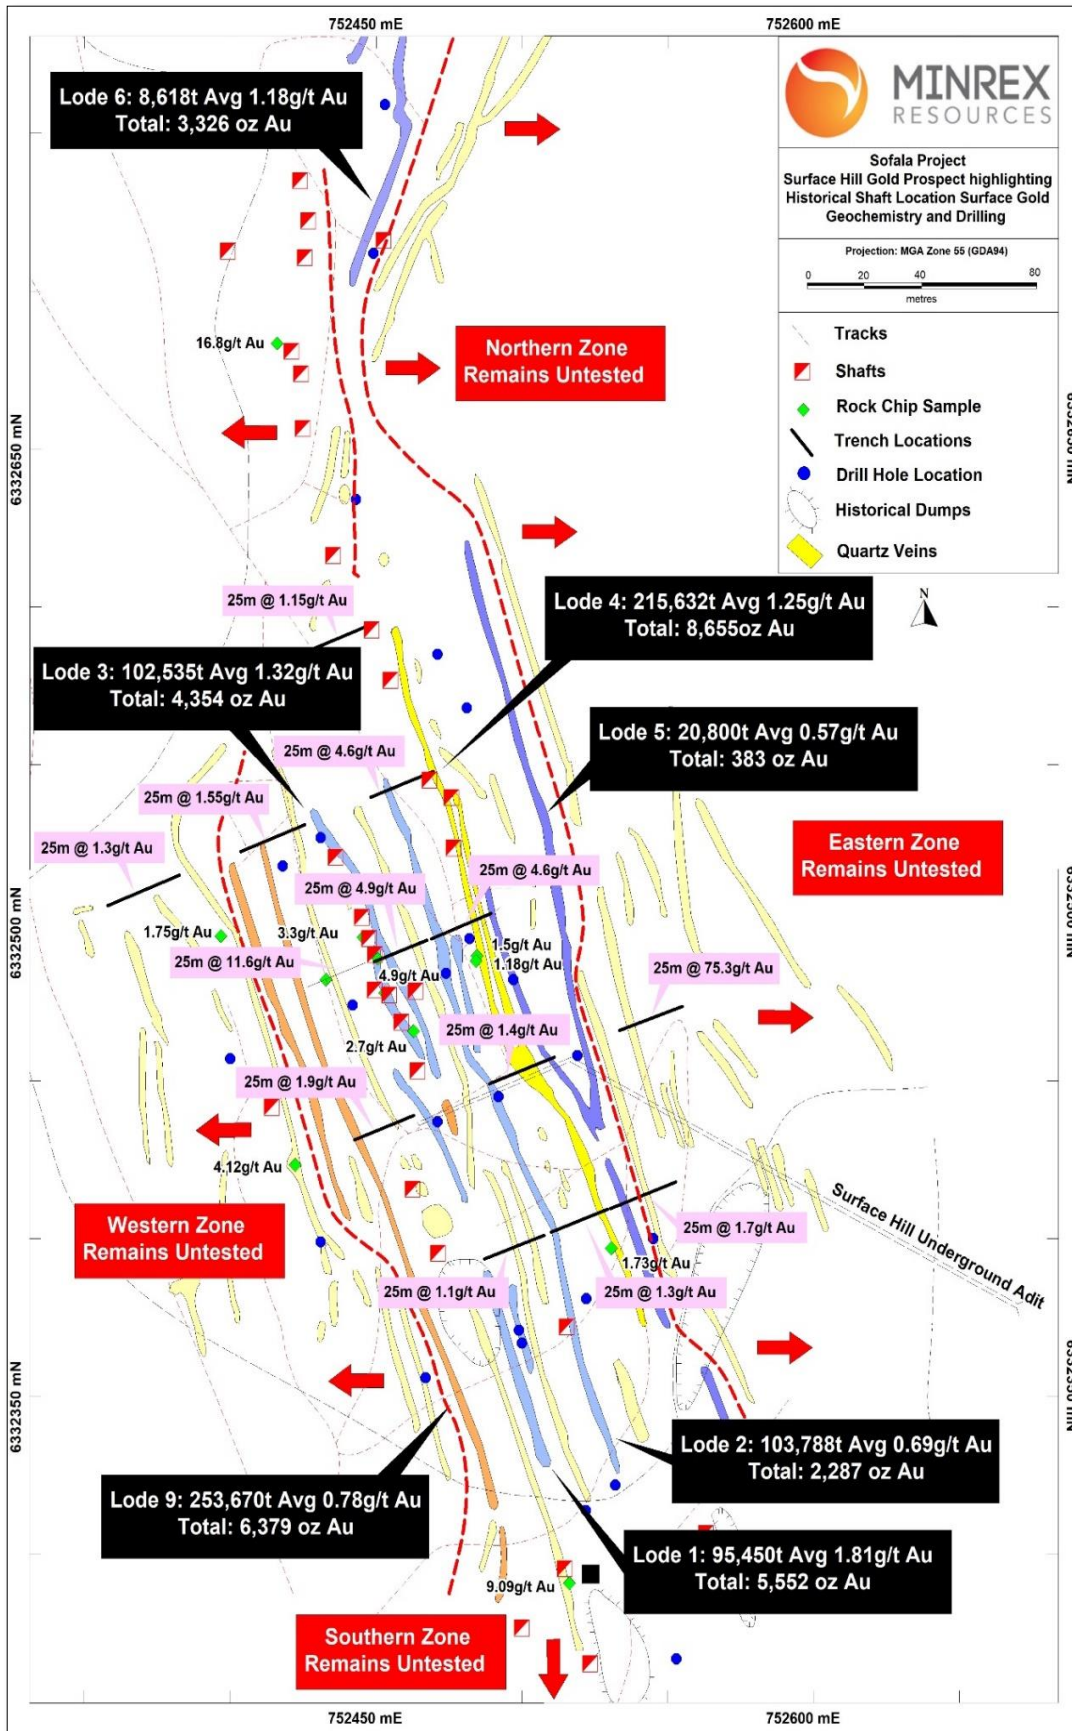 752450 mE
752600 mE
MINREX
RESOURCES
Sofala Project
Surface Hill Gold Prospect highlighting
Historical Shaft Location Surface Gold
Geochemistry and Drilling
Projection: MGA Zone 55 (GDA94)
0 20 40 80
metres
Tracks
Shafts
Rock Chip Sample
Trench Locations
Drill Hole Location
Historical Dumps
Quartz Veins
N
Lode 6: 8,618t Avg 1.18g/t Au
Total: 3,326 oz Au
16.8g/t Au
Northern Zone
Remains Untested
6332650 mN
6332650 mN
25m @ 1.15g/t Au
Lode 4: 215,632t Avg 1.25g/t Au
Total: 8,655oz Au
Lode 3: 102,535t Avg 1.32g/t Au
Total: 4,354 oz Au
Lode 5: 20,800t Avg 0.57g/t Au
Total: 383 oz Au
25m @ 4.6g/t Au
25m @ 1.55g/t Au
25m @ 1.3g/t Au
Eastern Zone
Remains Untested
25m @ 4.9g/t Au
25m @ 4.6g/t Au
6332500 mN
6332500 mN
1.75g/t Au
3.3g/t Au
1.5g/t Au
1.18g/t Au
25m @ 11.6g/t Au
4.9g/t Au
25m @ 75.3g/t Au
2.7g/t Au
25m @ 1.4g/t Au
25m @ 1.9g/t Au
4.12g/t Au
Western Zone
Remains Untested
Surface Hill Underground Adit
25m @ 1.7g/t Au
1.73g/t Au
25m @ 1.1g/t Au
25m @ 1.3g/t Au
6332350 mN
6332350 mN
Lode 2: 103,788t Avg 0.69g/t Au
Total: 2,287 oz Au
Lode 9: 253,670t Avg 0.78g/t Au
Total: 6,379 oz Au
Lode 1: 95,450t Avg 1.81g/t Au
Total: 5,552 oz Au
9.09g/t Au
Southern Zone
Remains Untested
752450 mE
752600 mE